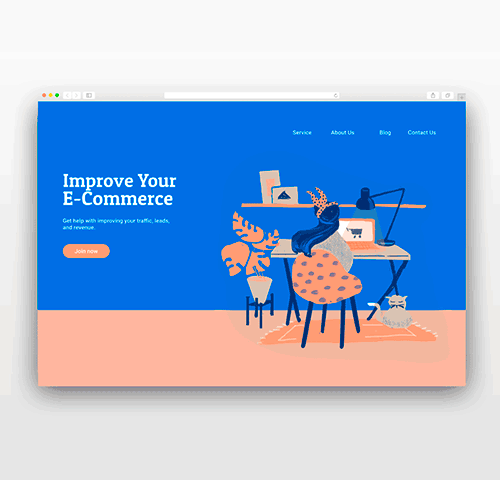 Service About Us Blog Contact Us
Improve Your
E-Commerce
Get help with improving your traffic, leads,
and revenue.
Join now